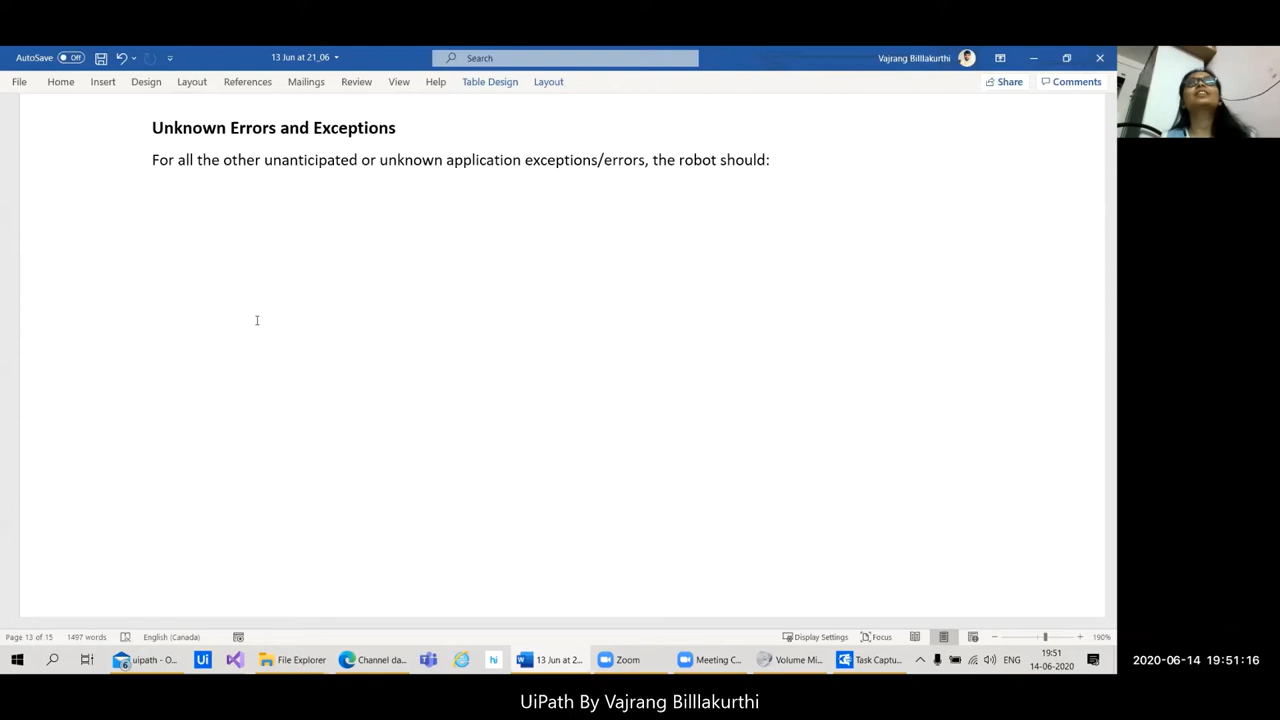 AutoSave Off 13 Jun at 21_06 Search Vajrang Billlakurthi
File Home Insert Design Layout References Mailings Review View Help Table Design Layout Share Comments
Unknown Errors and Exceptions
For all the other unanticipated or unknown application exceptions/errors, the robot should:
Page 13 of 15 1497 words English (Canada) Display Settings Focus 190%
uipath - O... Ui File Explorer Channel da... hi 13 Jun at 2... Zoom Meeting C... Volume Mi... Task Captu... ENG 19:51
14-06-2020
2020-06-14 19:51:16
UiPath By Vajrang Billlakurthi